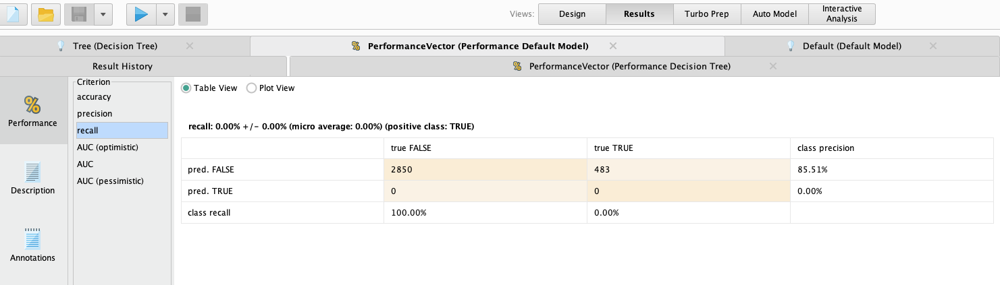 Views: Design Results Turbo Prep Auto Model Interactive Analysis
Tree (Decision Tree) PerformanceVector (Performance Default Model) Default (Default Model)
Result History PerformanceVector (Performance Decision Tree)
% Performance
Description
Annotations
Criterion
accuracy
precision
recall
AUC (optimistic)
AUC
AUC (pessimistic)
Table View Plot View
recall: 0.00% +/- 0.00% (micro average: 0.00%) (positive class: TRUE)
true FALSE true TRUE class precision
pred. FALSE 2850 483 85.51%
pred. TRUE 0 0 0.00%
class recall 100.00% 0.00%